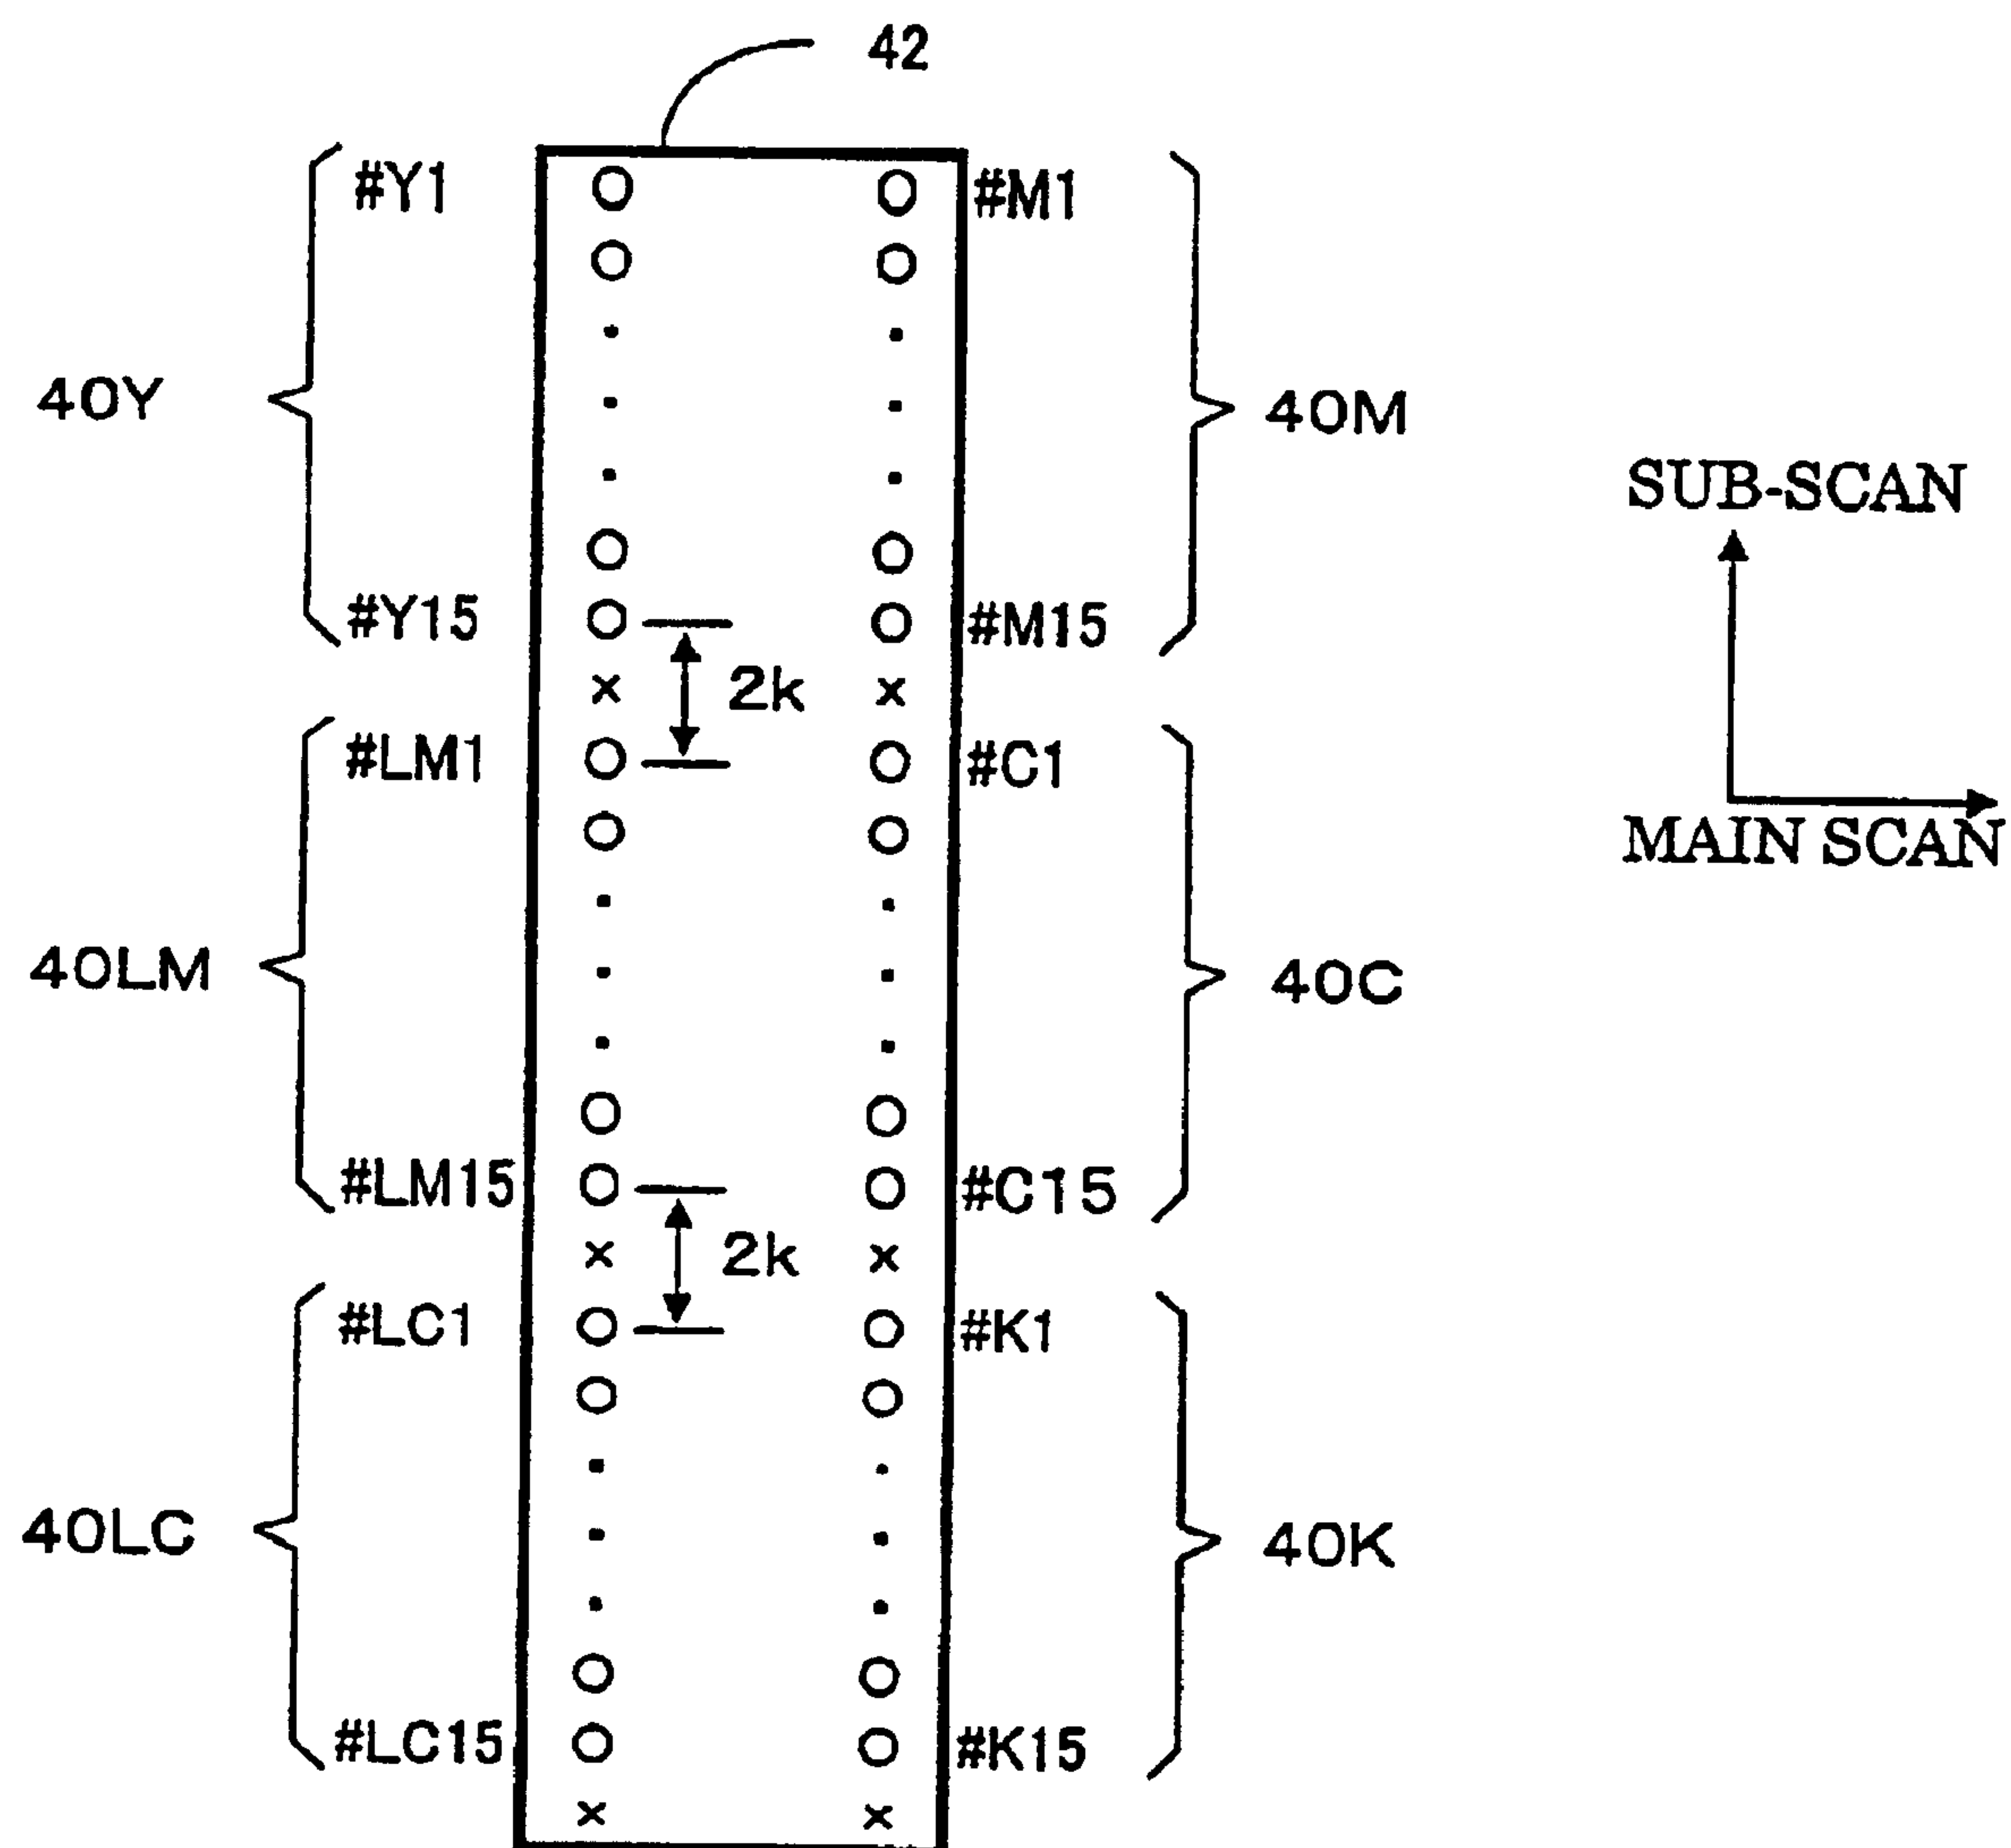 42
#Y1 #M1
40Y 40M
SUB-SCAN
#Y15 #M15
x 2k x
#LM1 #C1
MAIN SCAN
40LM 40C
#LM15 #C15
x 2k x
#LC1 #K1
40LC 40K
#LC15 #K15
x x